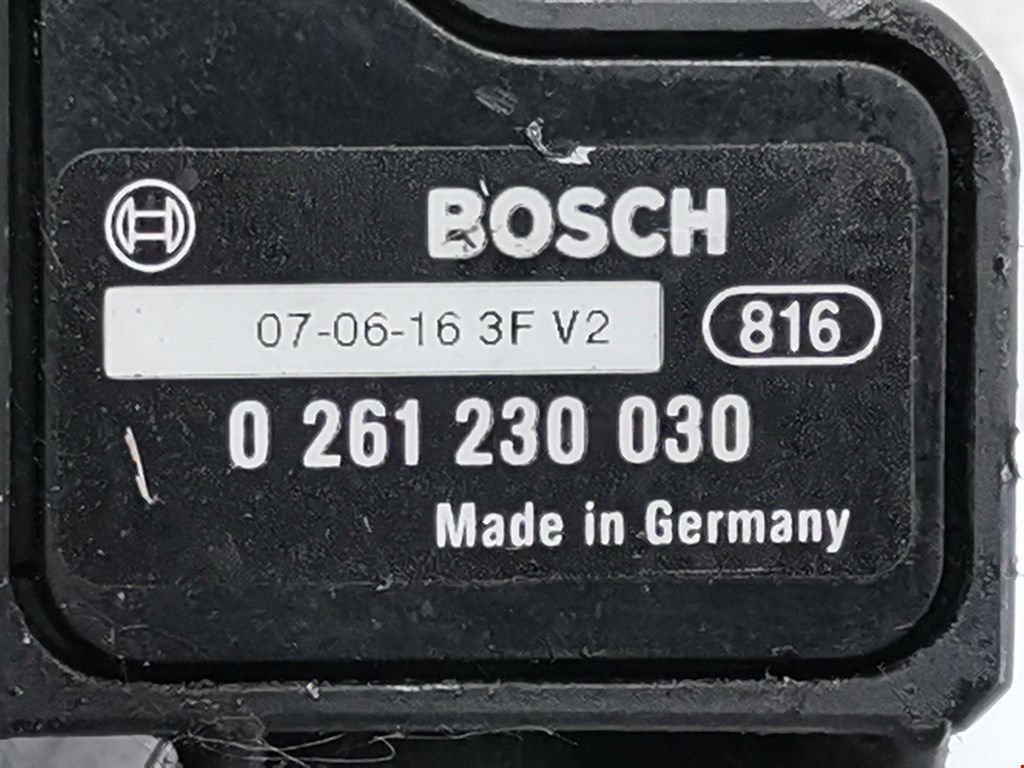 BOSCH
07-06-16 3F V2
816
0 261 230 030
Made in Germany